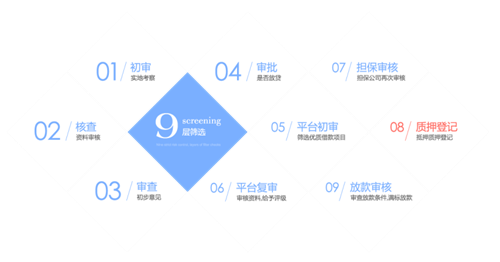 01 初审
实地考察
04 审批
是否放贷
07 担保审核
担保公司再次审核
02 核查
资料审核
9 screening
层筛选
05 平台初审
筛选优质借款项目
08 质押登记
抵押质押登记
03 审查
初步意见
06 平台复审
审核资料,给予评级
09 放款审核
审查放款条件,满标放款